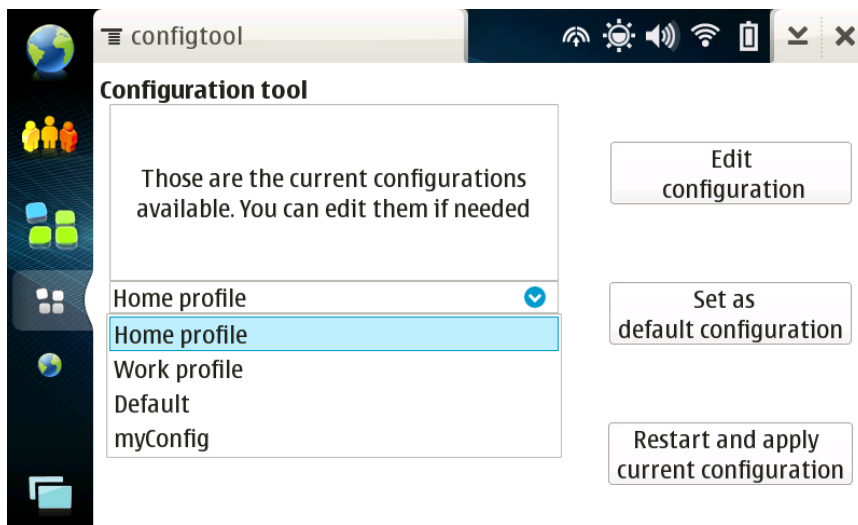 configtool
Configuration tool
Those are the current configurations
available. You can edit them if needed
Home profile
Home profile
Work profile
Default
myConfig
Edit
configuration
Set as
default configuration
Restart and apply
current configuration